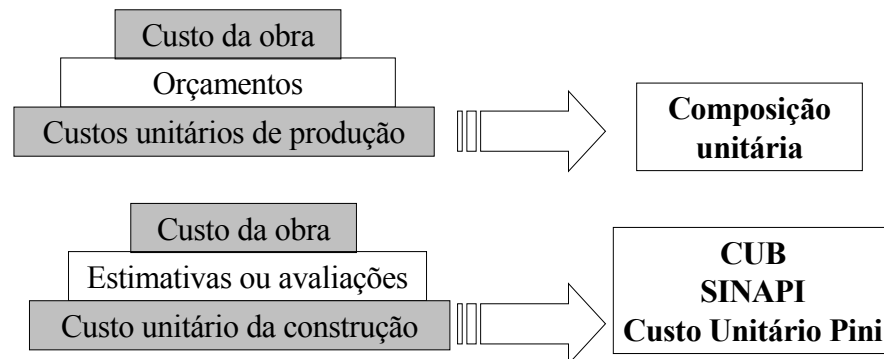 Custo da obra
Orçamentos
Custos unitários de produção
Composição
unitária
Custo da obra
Estimativas ou avaliações
Custo unitário da construção
CUB
SINAPI
Custo Unitário Pini